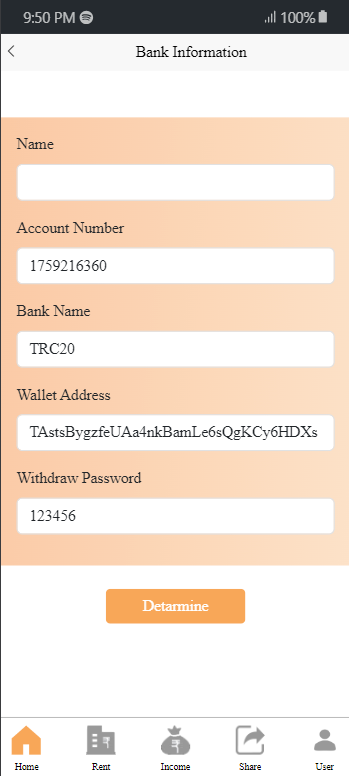 9:50 PM
100%
Bank Information
Name
Account Number
1759216360
Bank Name
TRC20
Wallet Address
TAstsBygzfeUAa4nkBamLe6sQgKCy6HDXs
Withdraw Password
123456
Detarmine
Home
Rent
Income
Share
User